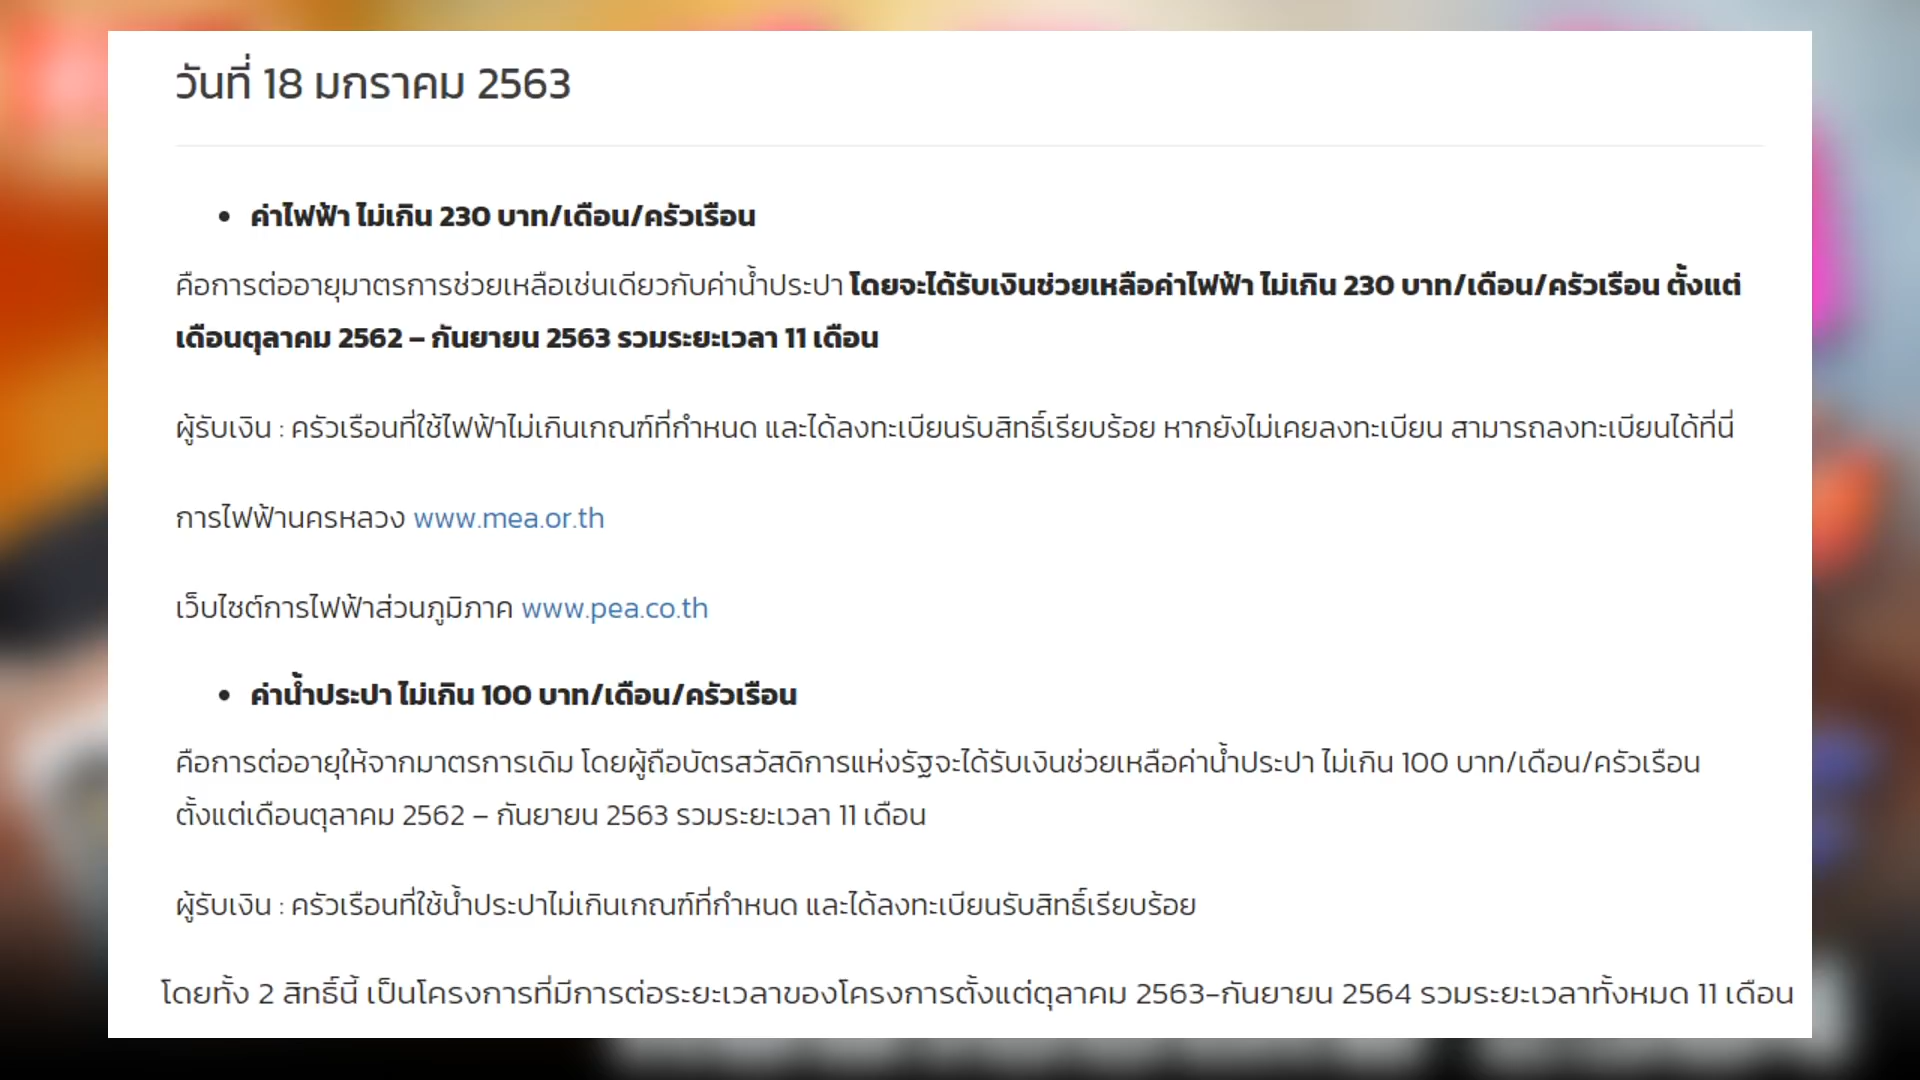 วันที่ 18 มกราคม 2563
• ค่าไฟฟ้า ไม่เกิน 230 บาท/เดือน/ครัวเรือน
คือการต่ออายุมาตรการช่วยเหลือเช่นเดียวกับค่าน้ำประปา โดยจะได้รับเงินช่วยเหลือค่าไฟฟ้า ไม่เกิน 230 บาท/เดือน/ครัวเรือน ตั้งแต่
เดือนตุลาคม 2562 – กันยายน 2563 รวมระยะเวลา 11 เดือน
ผู้รับเงิน : ครัวเรือนที่ใช้ไฟฟ้าไม่เกินเกณฑ์ที่กำหนด และได้ลงทะเบียนรับสิทธิ์เรียบร้อย หากยังไม่เคยลงทะเบียน สามารถลงทะเบียนได้ที่นี่
การไฟฟ้านครหลวง www.mea.or.th
เว็บไซต์การไฟฟ้าส่วนภูมิภาค www.pea.co.th
• ค่าน้ำประปา ไม่เกิน 100 บาท/เดือน/ครัวเรือน
คือการต่ออายุให้จากมาตรการเดิม โดยผู้ถือบัตรสวัสดิการแห่งรัฐจะได้รับเงินช่วยเหลือค่าน้ำประปา ไม่เกิน 100 บาท/เดือน/ครัวเรือน
ตั้งแต่เดือนตุลาคม 2562 – กันยายน 2563 รวมระยะเวลา 11 เดือน
ผู้รับเงิน : ครัวเรือนที่ใช้น้ำประปาไม่เกินเกณฑ์ที่กำหนด และได้ลงทะเบียนรับสิทธิ์เรียบร้อย
โดยทั้ง 2 สิทธิ์นี้ เป็นโครงการที่มีการต่อระยะเวลาของโครงการตั้งแต่ตุลาคม 2563-กันยายน 2564 รวมระยะเวลาทั้งหมด 11 เดือน